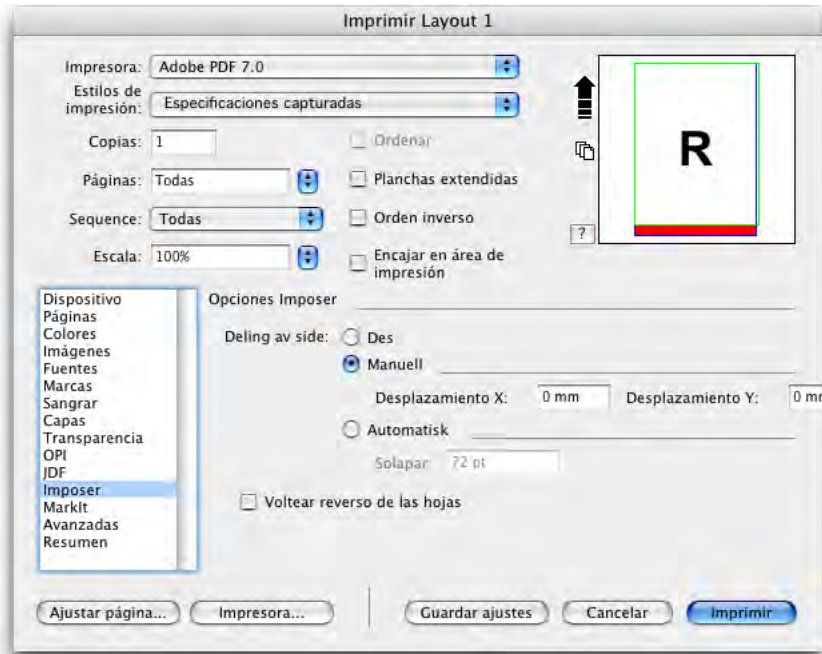 Imprimir Layout 1
Impresora: Adobe PDF 7.0
Estilos de
impresión: Especificaciones capturadas
Copias: 1 Ordenar
Páginas: Todas Planchas extendidas
Sequence: Todas Orden inverso
Escala: 100% Encajar en área de
impresión
R
?
Dispositivo
Páginas
Colores
Imágenes
Fuentes
Marcas
Sangrar
Capas
Transparencia
OPI
JDF
Imposer
MarkIt
Avanzadas
Resumen
Opciones Imposer
Deling av side: Des
Manuell
Desplazamiento X: 0 mm Desplazamiento Y: 0
Automatisk
Solapar 72 pt
Voltear reverso de las hojas
Ajustar página... Impresora... Guardar ajustes Cancelar Imprimir